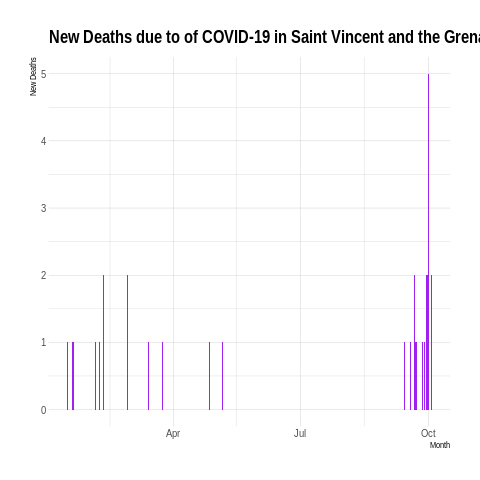 New Deaths due to of COVID-19 in Saint Vincent and the Grena
New Deaths
5
4
3
2
1
0
Apr
Jul
Oct
Month